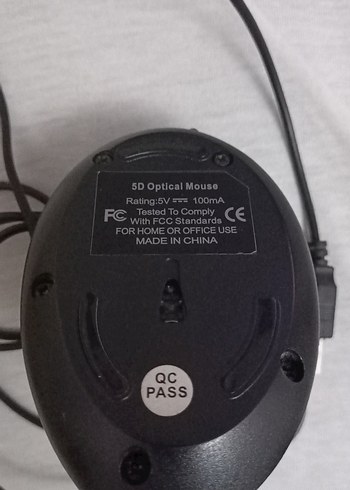 5D Optical Mouse
Rating:5V ⎓ 100mA
FC Tested To Comply CE
With FCC Standards
FOR HOME OR OFFICE USE
MADE IN CHINA
QC
PASS